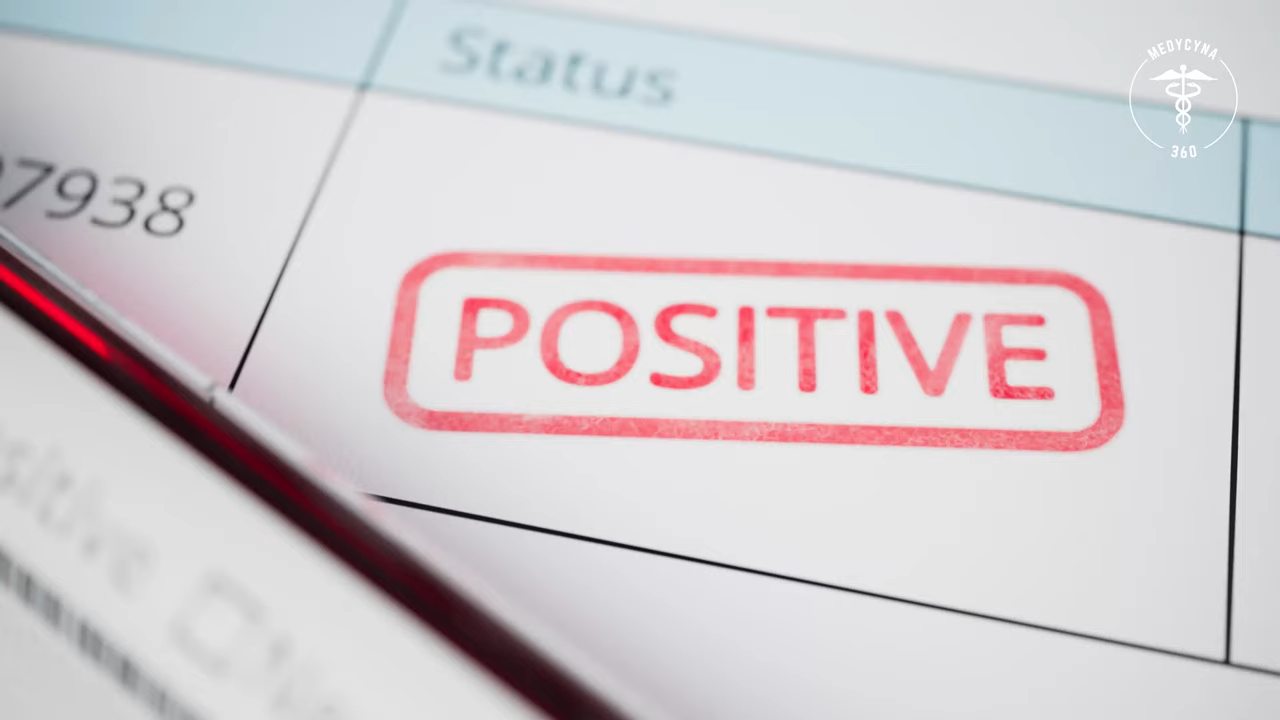 Status
7938
POSITIVE
MEDYCYNA
360